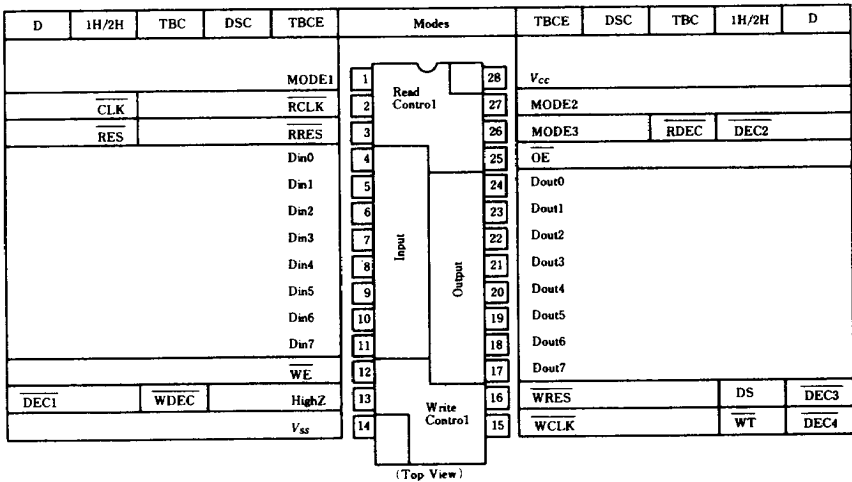 D 1H/2H TBC DSC TBCE Modes TBCE DSC TBC 1H/2H D
MODE1 1 28 Vcc
CLK RCLK 2 27 MODE2
RES RRES 3 26 MODE3 RDEC DEC2
Read
Control
Din0 4 25 OE
Din1 5 24 Dout0
Din2 6 23 Dout1
Din3 7 22 Dout2
Din4 8 21 Dout3
Input
Output
Din5 9 20 Dout4
Din6 10 19 Dout5
Din7 11 18 Dout6
WE 12 17 Dout7
DEC1 WDEC HighZ 13 16 WRES DS DEC3
Write
Control
Vss 14 15 WCLK WT DEC4
(Top View)